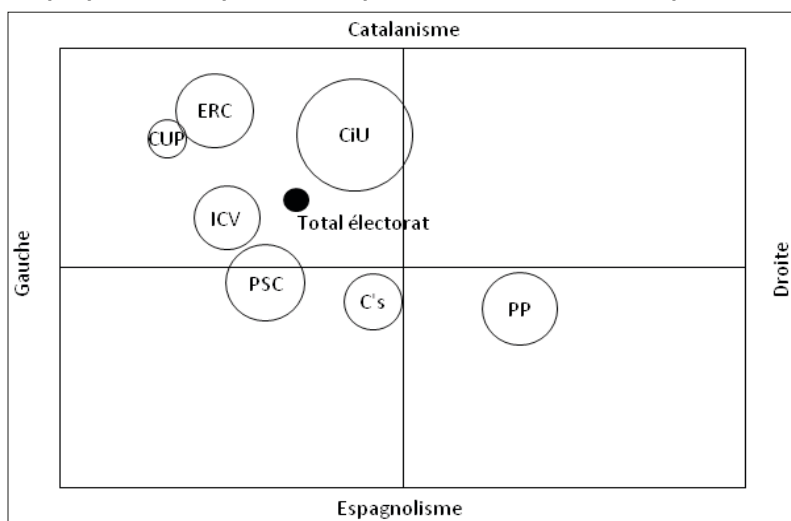 Catalanisme
ERC
CUP
CiU
ICV
Total électorat
Gauche
Droite
PSC
C's
PP
Espagnolisme